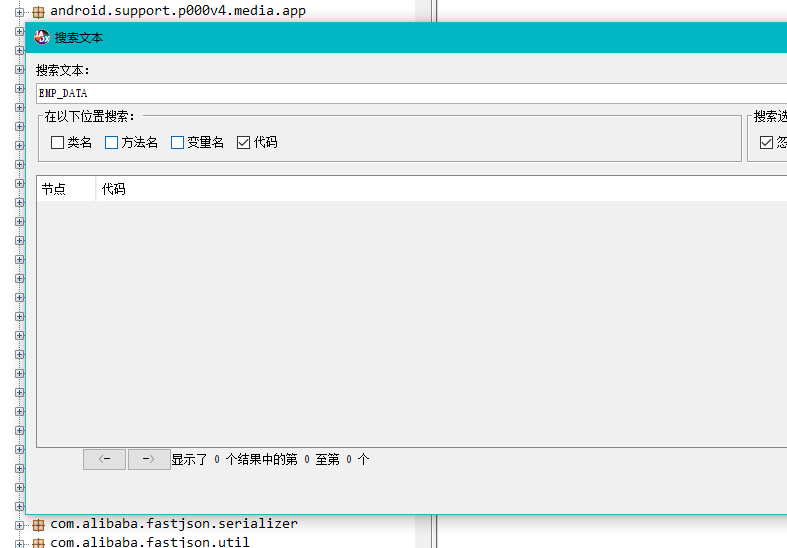 android.support.p000v4.media.app
搜索文本
搜索文本：
EMP_DATA
在以下位置搜索：
搜索选
类名 方法名 变量名 代码
忽
节点 代码
<- -> 显示了 0 个结果中的第 0 至第 0 个
com.alibaba.fastjson.serializer
com.alibaba.fastjson.util